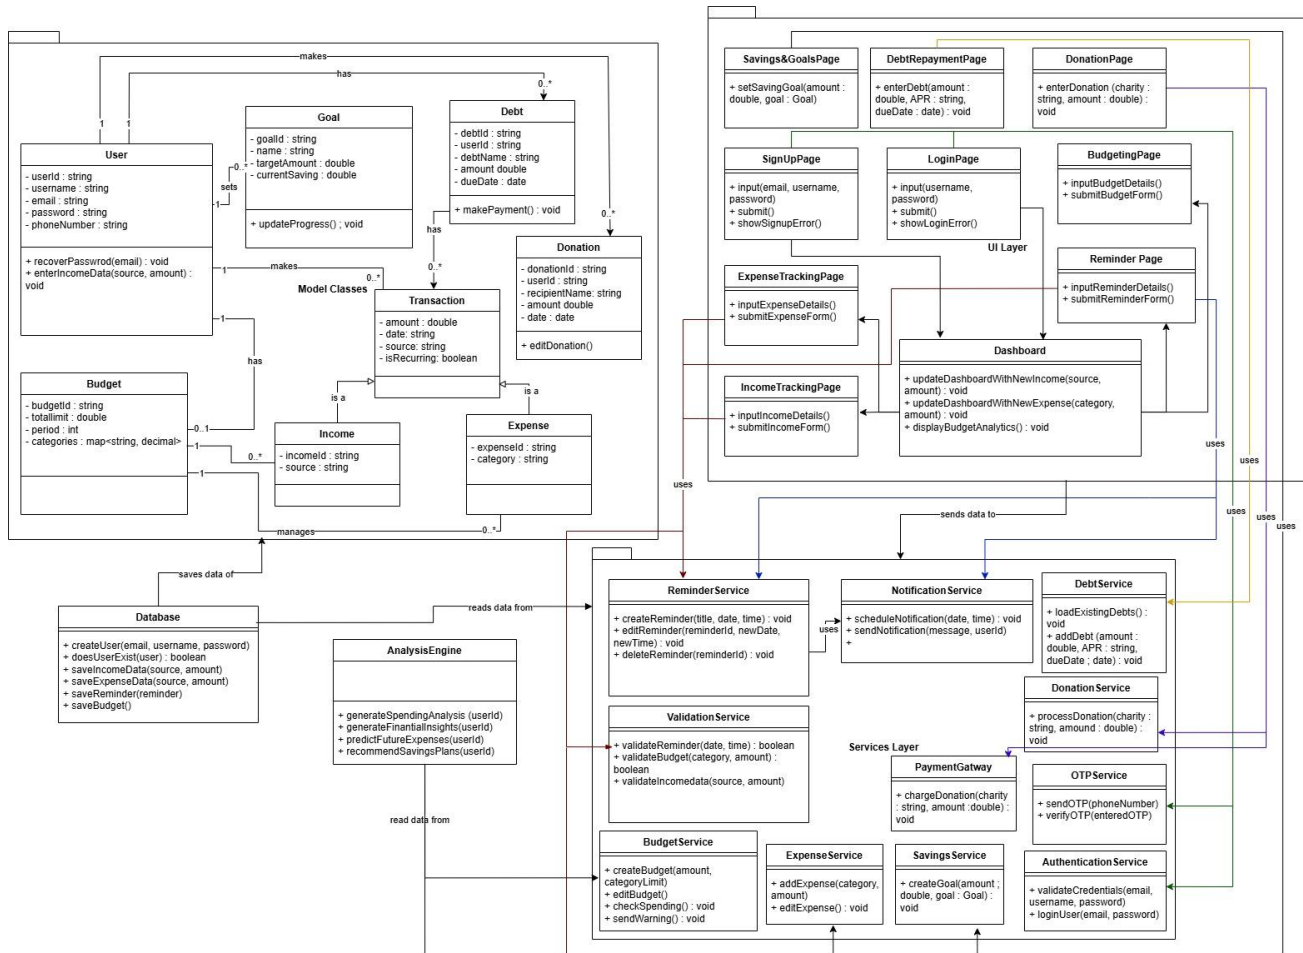 makes
has
0..*
1
1
User
- userId : string
- username : string
- email : string
- password : string
- phoneNumber : string
+ recoverPasswrod(email) : void
+ enterIncomeData(source, amount) :
void
Goal
- goalId : string
- name : string
- targetAmount : double
- currentSaving : double
+ updateProgress() ; void
0..*
sets
1
Debt
- debtId : string
- userId : string
- debtName : string
- amount double
- dueDate : date
+ makePayment() : void
has
0..*
0..*
Donation
- donationId : string
- userId : string
- recipientName: string
- amount double
- date : date
+ editDonation()
1
makes
0..*
Model Classes
Transaction
- amount : double
- date: string
- source: string
- isRecurring: boolean
1
has
0..1
Budget
- budgetId : string
- totallimit : double
- period : int
- categories : map<string, decimal>
is a
is a
Income
- incomeId : string
- source : string
Expense
- expenseId : string
- category : string
1
0..*
1
manages
0..*
saves data of
Database
+ createUser(email, username, password)
+ doesUserExist(user) : boolean
+ saveIncomeData(source, amount)
+ saveExpenseData(source, amount)
+ saveReminder(reminder)
+ saveBudget()
reads data from
AnalysisEngine
+ generateSpendingAnalysis (userId)
+ generateFinantialInsights(userId)
+ predictFutureExpenses(userId)
+ recommendSavingsPlans(userId)
read data from
Savings&GoalsPage
+ setSavingGoal(amount :
double, goal : Goal)
DebtRepaymentPage
+ enterDebt(amount :
double, APR : string,
dueDate : date) : void
DonationPage
+ enterDonation (charity :
string, amount : double) :
void
SignUpPage
+ input(email, username,
password)
+ submit()
+ showSignupError()
LoginPage
+ input(username,
password)
+ submit()
+ showLoginError()
BudgetingPage
+ inputBudgetDetails()
+ submitBudgetForm()
UI Layer
ExpenseTrackingPage
+ inputExpenseDetails()
+ submitExpenseForm()
Reminder Page
+ inputReminderDetails()
+ submitReminderForm()
Dashboard
+ updateDashboardWithNewIncome(source,
amount) : void
+ updateDashboardWithNewExpense(category,
amount) : void
+ displayBudgetAnalytics() : void
IncomeTrackingPage
+ inputIncomeDetails()
+ submitIncomeForm()
uses
uses
uses
uses
uses
uses
sends data to
ReminderService
+ createReminder(title, date, time) : void
+ editReminder(reminderId, newDate,
newTime) : void
+ deleteReminder(reminderId) : void
uses
NotificationService
+ scheduleNotification(date, time) : void
+ sendNotification(message, userId)
+
DebtService
+ loadExistingDebts() :
void
+ addDebt (amount :
double, APR : string,
dueDate ; date) : void
DonationService
+ processDonation(charity :
string, amound : double) :
void
ValidationService
+ validateReminder(date, time) : boolean
+ validateBudget(category, amount) :
boolean
+ validateIncomedata(source, amount)
Services Layer
PaymentGatway
+ chargeDonation(charity
: string, amount :double) :
void
OTPService
+ sendOTP(phoneNumber)
+ verifyOTP(enteredOTP)
BudgetService
+ createBudget(amount,
categoryLimit)
+ editBudget()
+ checkSpending() : void
+ sendWarning() : void
ExpenseService
+ addExpense(category,
amount)
+ editExpense() : void
SavingsService
+ createGoal(amount ;
double, goal : Goal) :
void
AuthenticationService
+ validateCredentials(email,
username, password)
+ loginUser(email, password)